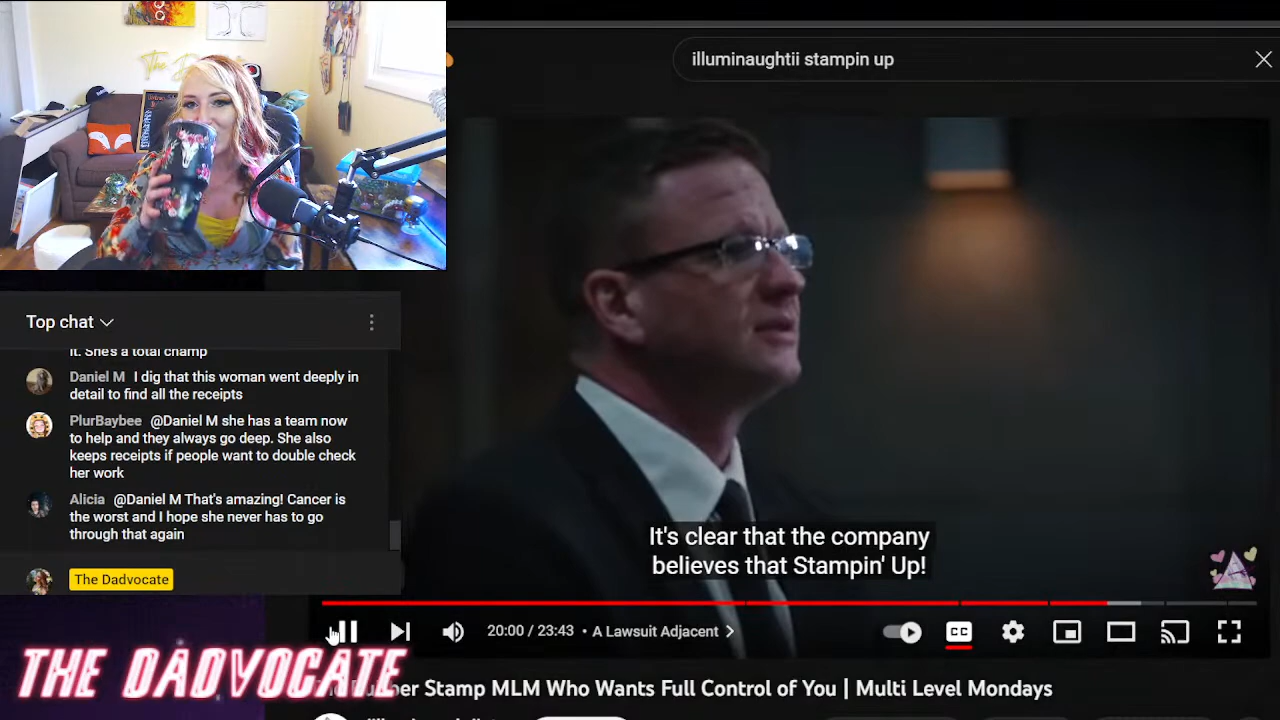 The D
illuminaughtii stampin up
Top chat
it. She's a total champ
Daniel M I dig that this woman went deeply in
detail to find all the receipts
PlurBaybee @Daniel M she has a team now
to help and they always go deep. She also
keeps receipts if people want to double check
her work
Alicia @Daniel M That's amazing! Cancer is
the worst and I hope she never has to go
through that again
The Dadvocate
It's clear that the company
believes that Stampin' Up!
20:00 / 23:43 • A Lawsuit Adjacent
CC
THE DADVOCATE
er Stamp MLM Who Wants Full Control of You | Multi Level Mondays